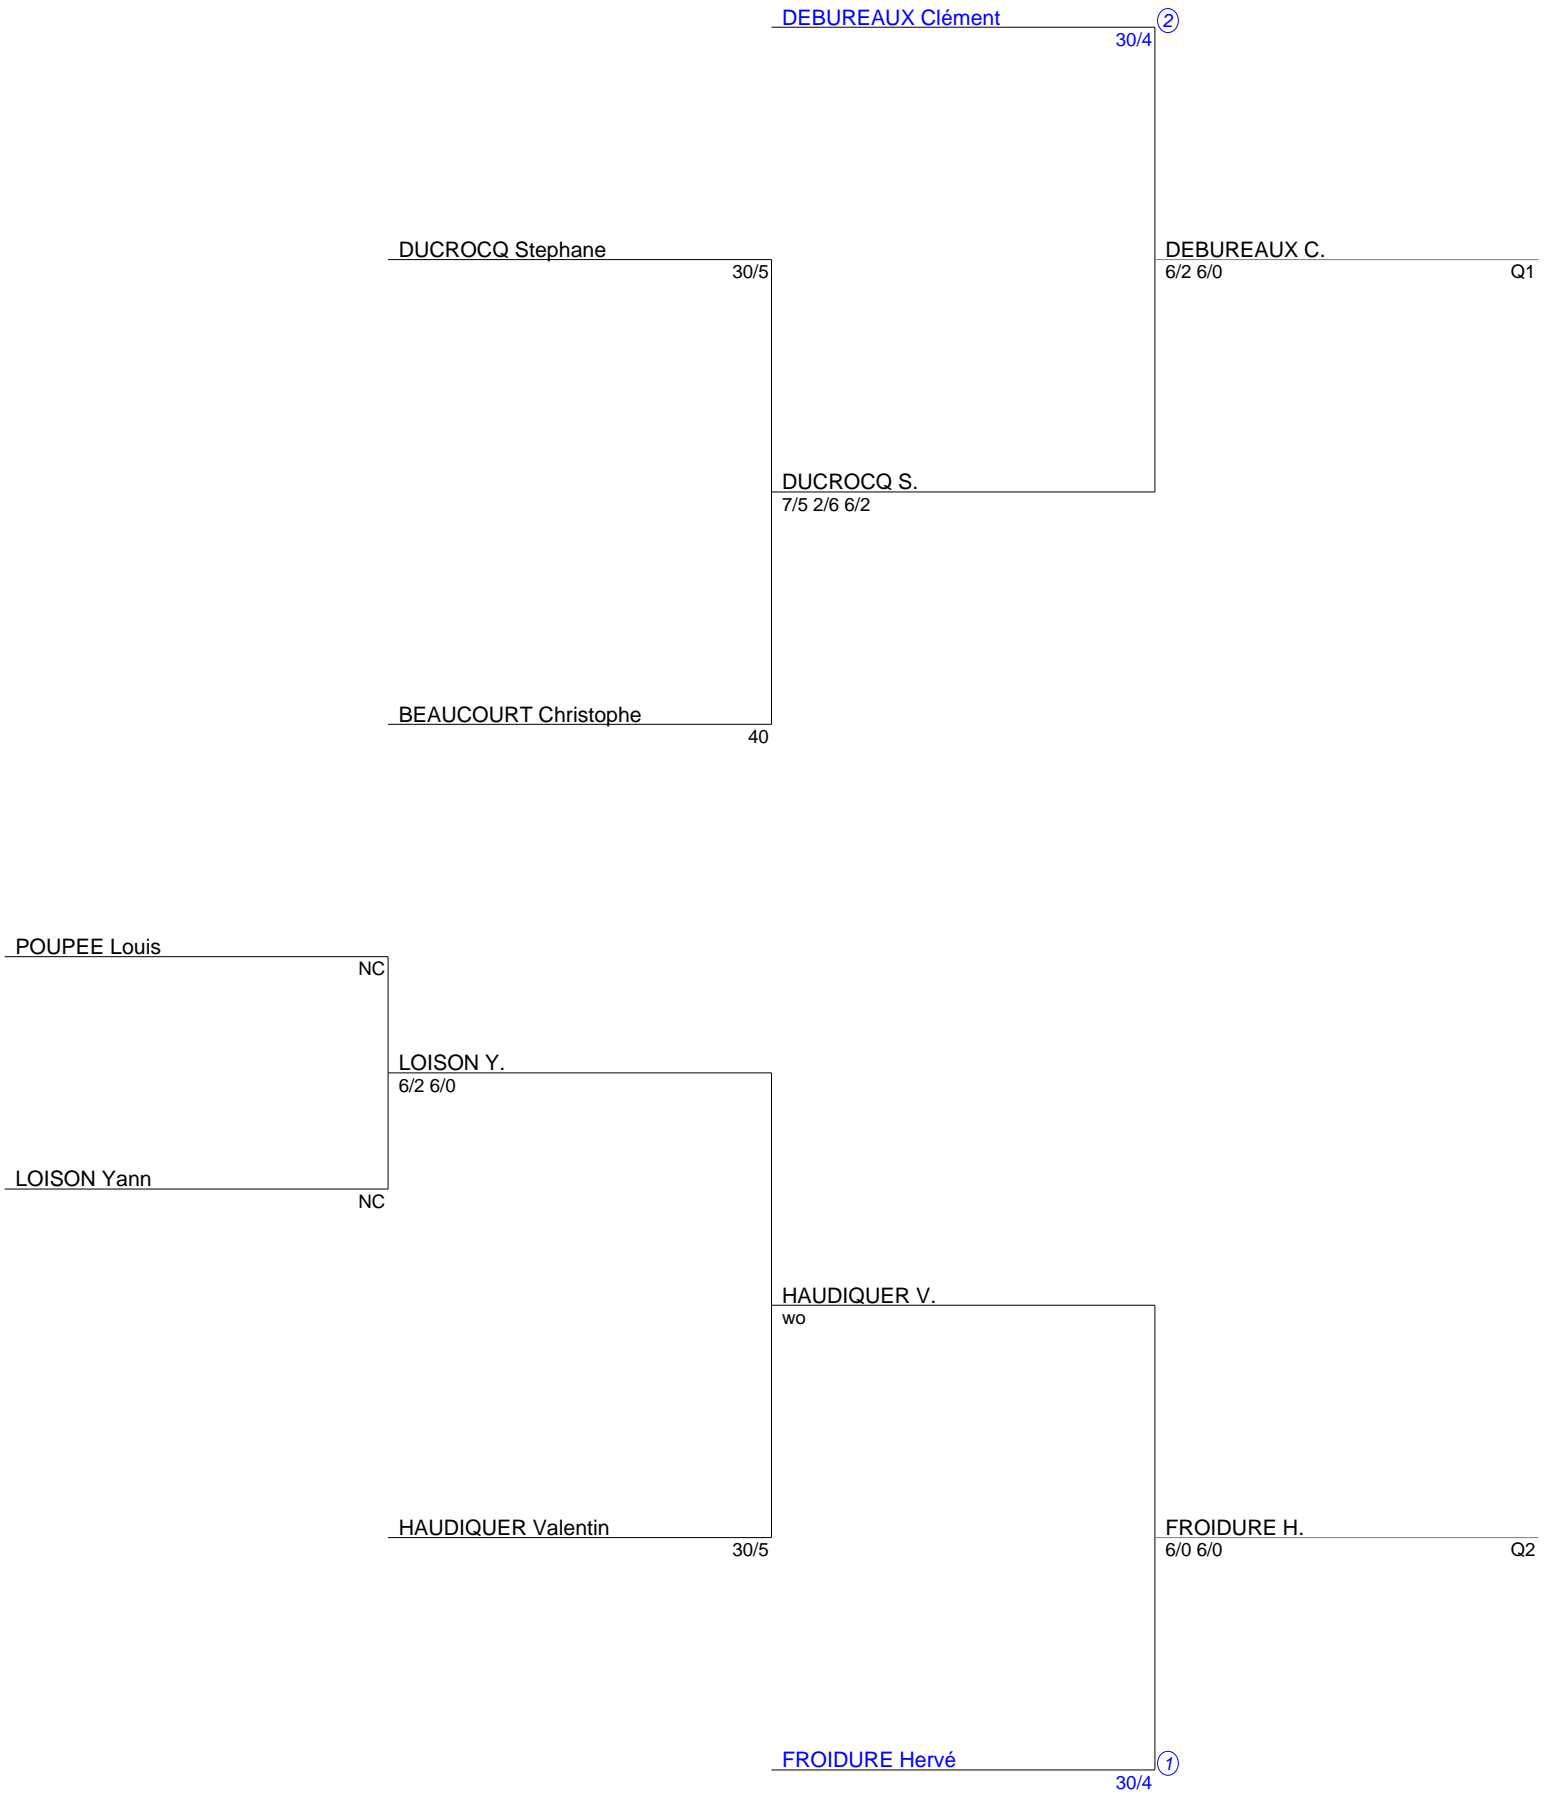 DEBUREAUX Clément
2
30/4
DUCROCQ Stephane
30/5
DEBUREAUX C.
6/2 6/0
Q1
DUCROCQ S.
7/5 2/6 6/2
BEAUCOURT Christophe
40
POUPEE Louis
NC
LOISON Y.
6/2 6/0
LOISON Yann
NC
HAUDIQUER V.
wo
HAUDIQUER Valentin
30/5
FROIDURE H.
6/0 6/0
Q2
FROIDURE Hervé
1
30/4